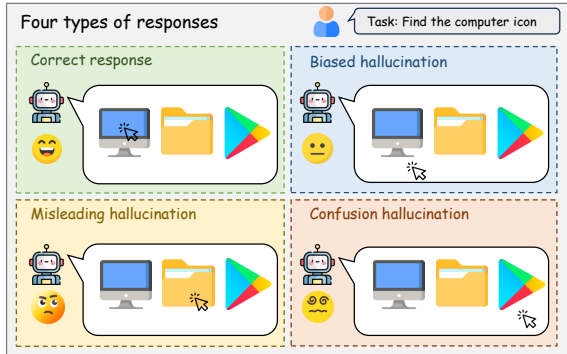 Four types of responses
Task: Find the computer icon
Correct response
Biased hallucination
Misleading hallucination
Confusion hallucination